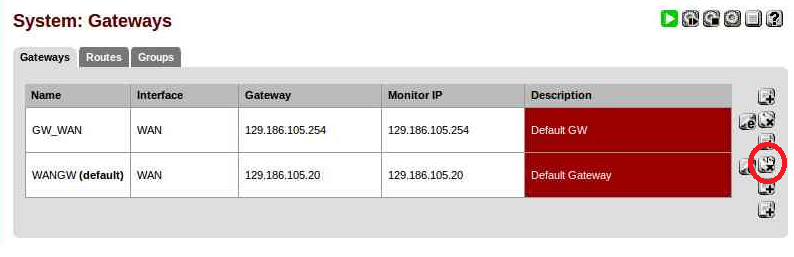 System: Gateways
Gateways Routes Groups
Name Interface Gateway Monitor IP Description
GW_WAN WAN 129.186.105.254 129.186.105.254 Default GW
WANGW (default) WAN 129.186.105.20 129.186.105.20 Default Gateway